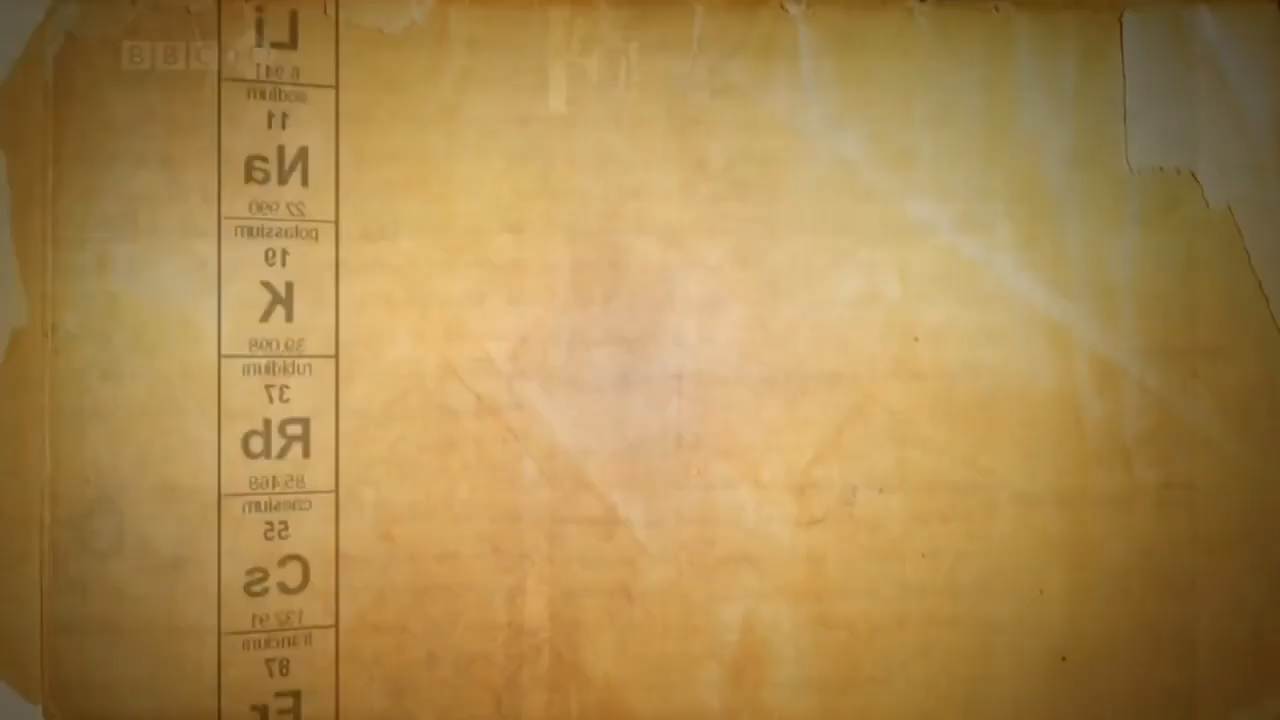 BBC
Li
6.941
sodium
11
Na
22.990
potassium
19
K
39.098
rubidium
37
Rb
85.468
caesium
55
Cs
132.91
francium
87
Fr